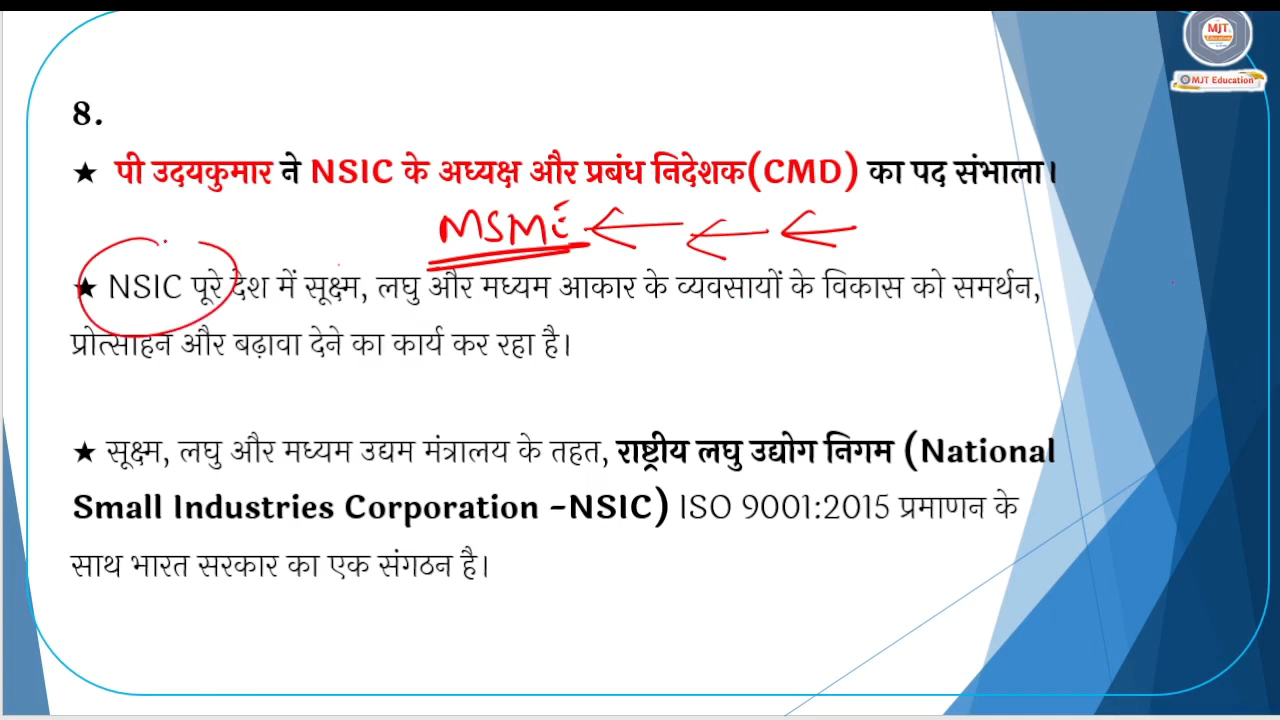 MJT
Education
MJT Education
8.
★ पी उदयकुमार ने NSIC के अध्यक्ष और प्रबंध निदेशक(CMD) का पद संभाला।
MSME
★ NSIC पूरे देश में सूक्ष्म, लघु और मध्यम आकार के व्यवसायों के विकास को समर्थन,
प्रोत्साहन और बढ़ावा देने का कार्य कर रहा है।
★ सूक्ष्म, लघु और मध्यम उद्यम मंत्रालय के तहत, राष्ट्रीय लघु उद्योग निगम (National
Small Industries Corporation -NSIC) ISO 9001:2015 प्रमाणन के
साथ भारत सरकार का एक संगठन है।